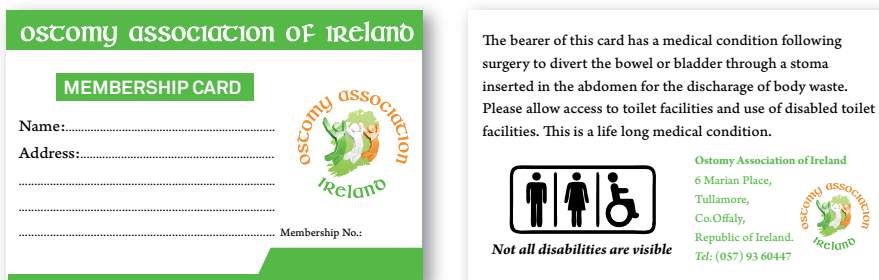 ostomy association of Ireland
MEMBERSHIP CARD
Name:
Address:
Membership No.:
ostomy association
Ireland
The bearer of this card has a medical condition following
surgery to divert the bowel or bladder through a stoma
inserted in the abdomen for the discharage of body waste.
Please allow access to toilet facilities and use of disabled toilet
facilities. This is a life long medical condition.
Not all disabilities are visible
Ostomy Association of Ireland
6 Marian Place,
Tullamore,
Co.Offaly,
Republic of Ireland.
Tel: (057) 93 60447
ostomy association
Ireland